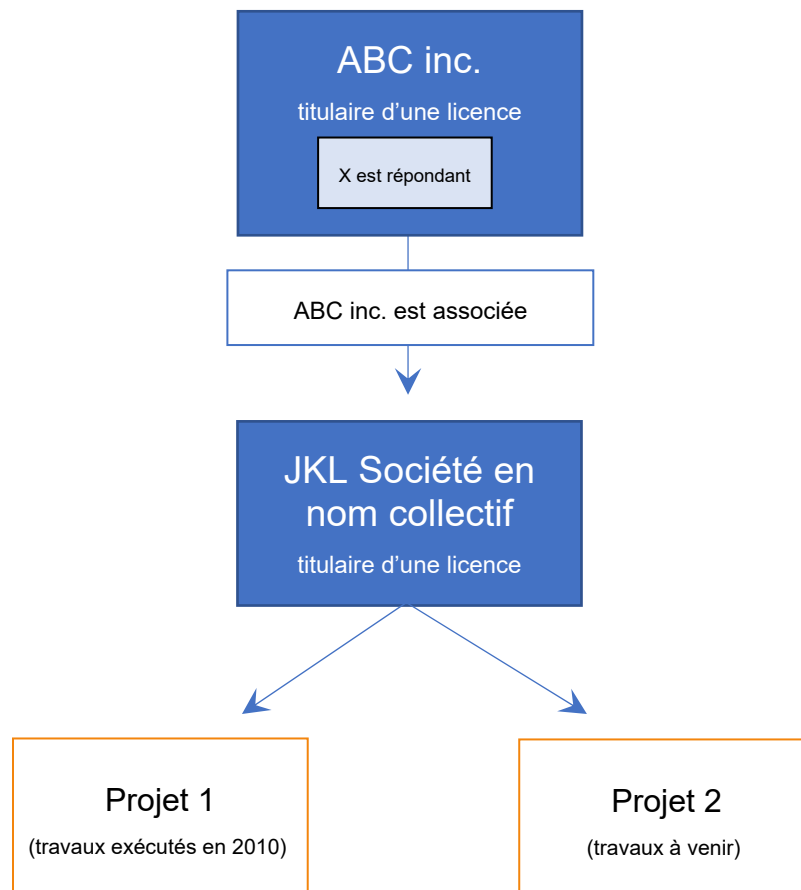 ABC inc.
titulaire d’une licence
X est répondant
ABC inc. est associée
JKL Société en
nom collectif
titulaire d’une licence
Projet 1
(travaux exécutés en 2010)
Projet 2
(travaux à venir)